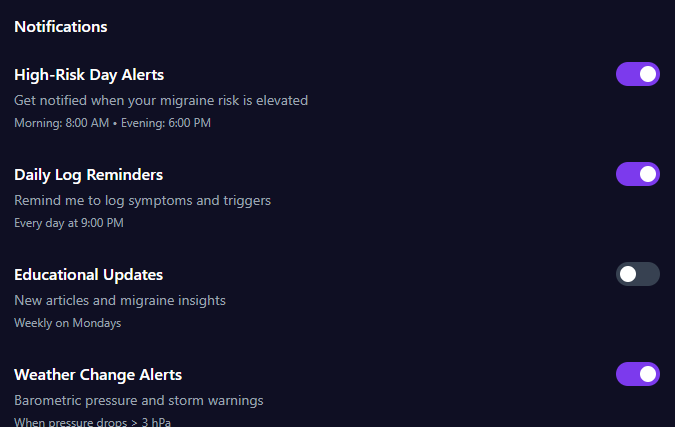 Notifications
High-Risk Day Alerts
Get notified when your migraine risk is elevated
Morning: 8:00 AM • Evening: 6:00 PM
Daily Log Reminders
Remind me to log symptoms and triggers
Every day at 9:00 PM
Educational Updates
New articles and migraine insights
Weekly on Mondays
Weather Change Alerts
Barometric pressure and storm warnings
When pressure drops > 3 hPa